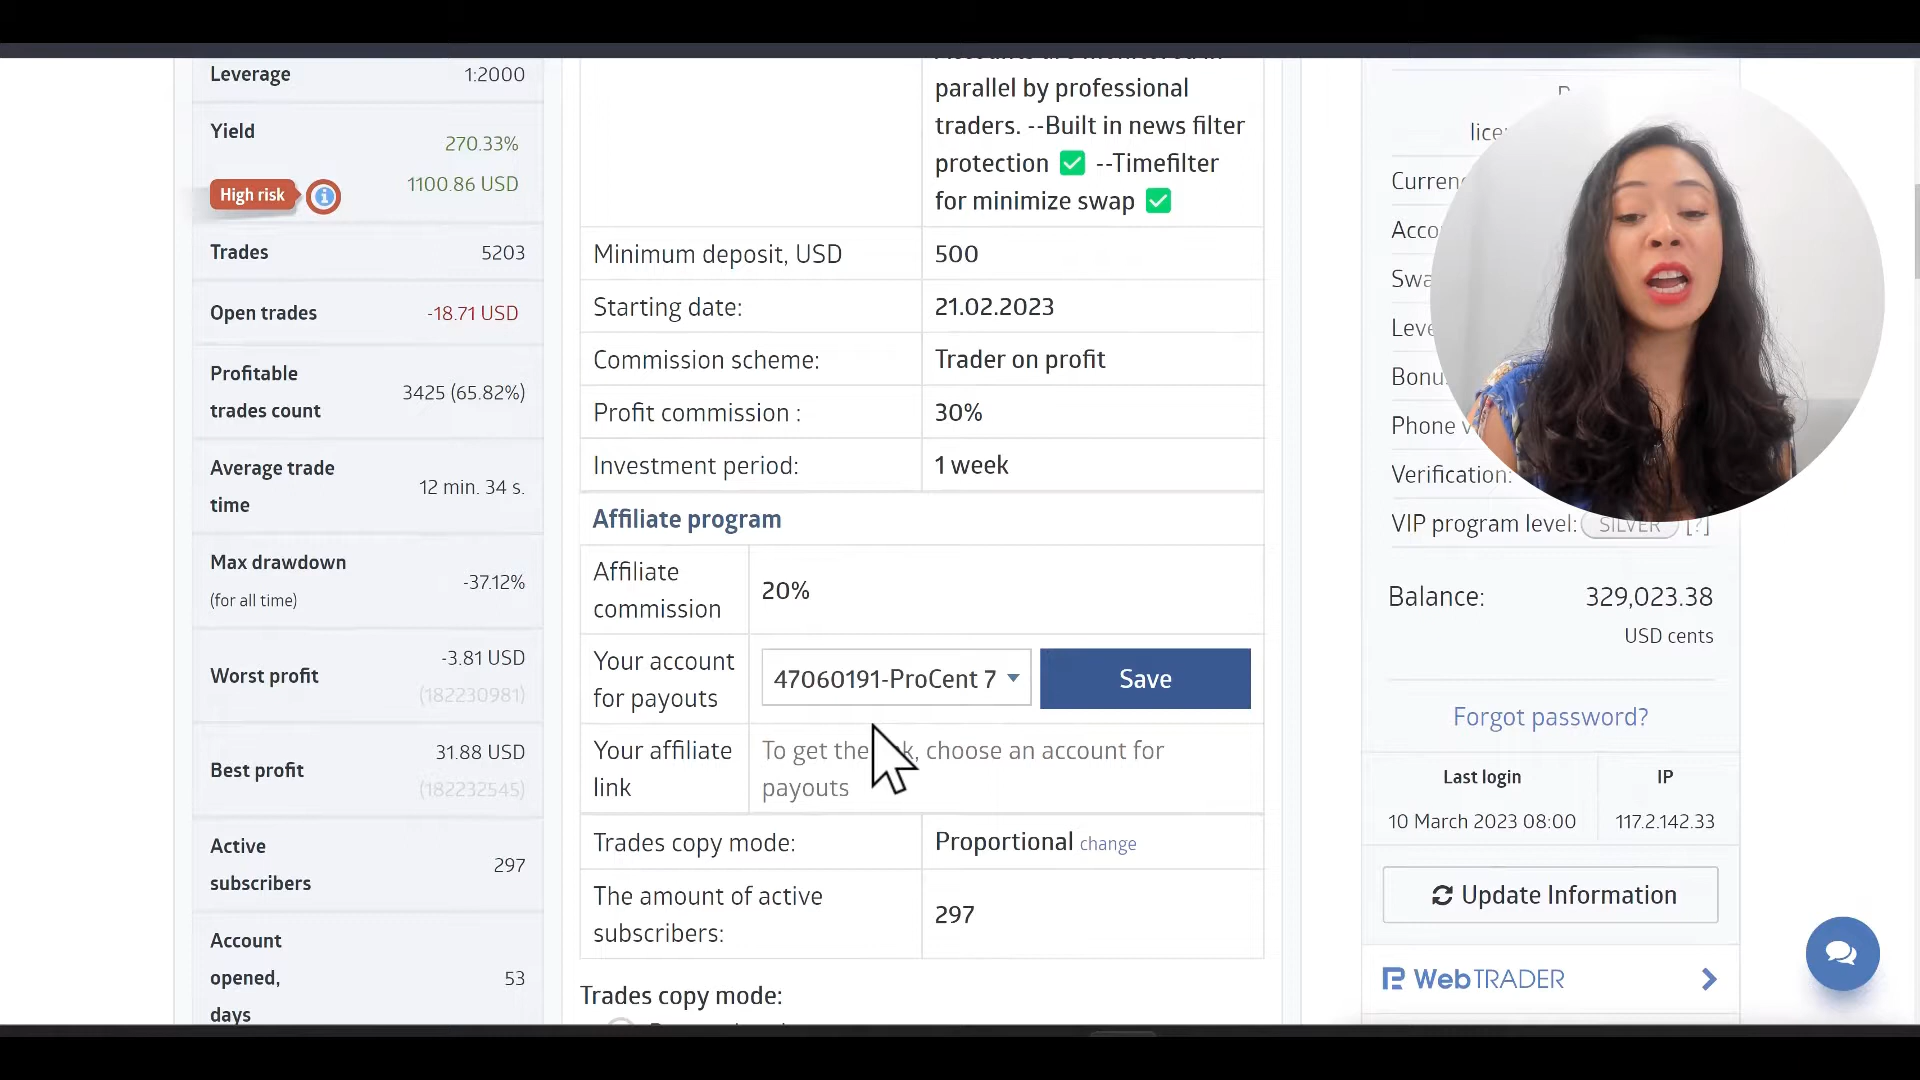 Leverage 1:2000
Yield 270.33%
1100.86 USD
High risk
Trades 5203
Open trades -18.71 USD
Profitable
trades count 3425 (65.82%)
Average trade
time 12 min. 34 s.
Max drawdown
(for all time) -37.12%
Worst profit -3.81 USD
(182230981)
Best profit 31.88 USD
(182232545)
Active
subscribers 297
Account
opened,
days 53
parallel by professional
traders. --Built in news filter
protection ✅ --Timefilter
for minimize swap ✅
Minimum deposit, USD 500
Starting date: 21.02.2023
Commission scheme: Trader on profit
Profit commission : 30%
Investment period: 1 week
Affiliate program
Affiliate
commission 20%
Your account
for payouts 47060191-ProCent 7 Save
Your affiliate
link
To get the k, choose an account for
payouts
Trades copy mode: Proportional change
The amount of active
subscribers: 297
Trades copy mode:
Verification:
VIP program level: SILVER [?]
Balance: 329,023.38
USD cents
Forgot password?
Last login IP
10 March 2023 08:00 117.2.142.33
Update Information
WebTRADER